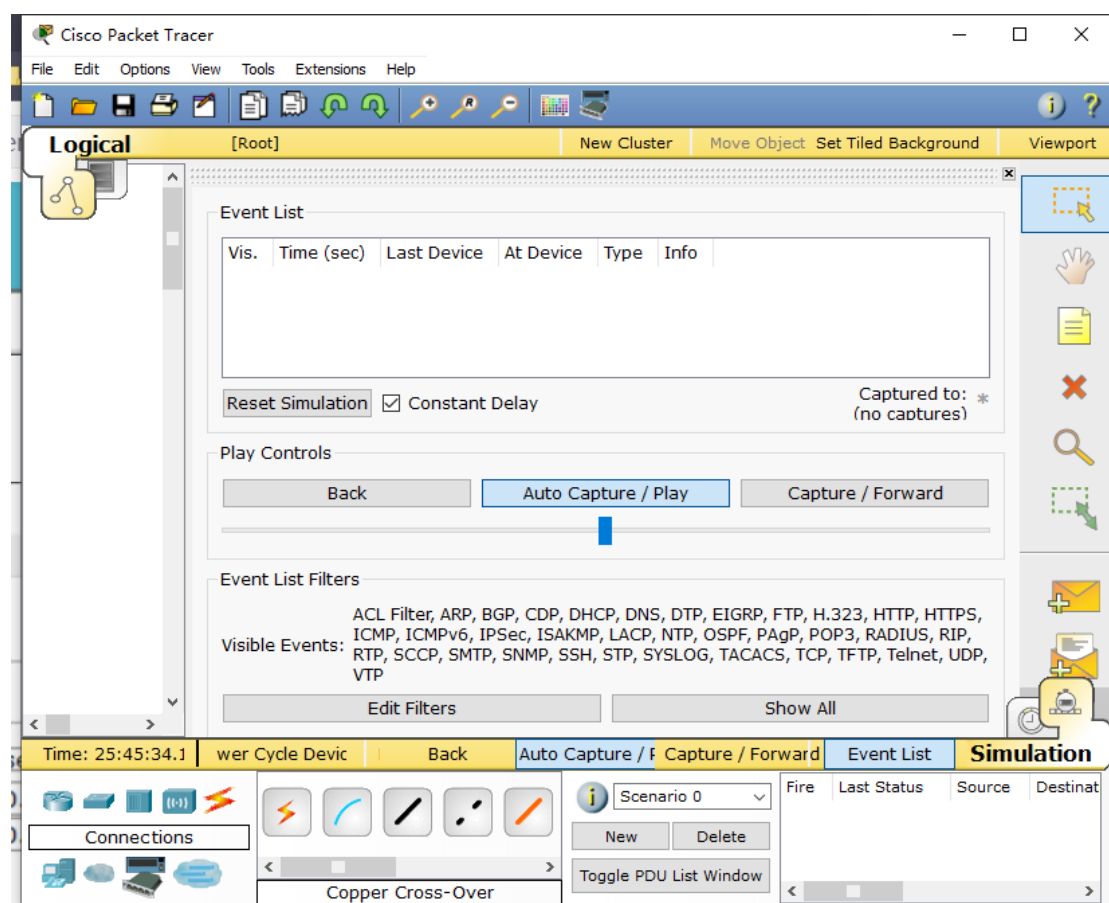 Cisco Packet Tracer
File Edit Options View Tools Extensions Help
Logical [Root] New Cluster Move Object Set Tiled Background Viewport
Event List
Vis. Time (sec) Last Device At Device Type Info
Reset Simulation Constant Delay Captured to: *
(no captures)
Play Controls
Back Auto Capture / Play Capture / Forward
Event List Filters
Visible Events: ACL Filter, ARP, BGP, CDP, DHCP, DNS, DTP, EIGRP, FTP, H.323, HTTP, HTTPS,
ICMP, ICMPv6, IPSec, ISAKMP, LACP, NTP, OSPF, PAgP, POP3, RADIUS, RIP,
RTP, SCCP, SMTP, SNMP, SSH, STP, SYSLOG, TACACS, TCP, TFTP, Telnet, UDP,
VTP
Edit Filters Show All
Time: 25:45:34.1 wer Cycle Devic Back Auto Capture / P Capture / Forward Event List Simulation
Scenario 0 Fire Last Status Source Destinat
Connections New Delete
Toggle PDU List Window
Copper Cross-Over